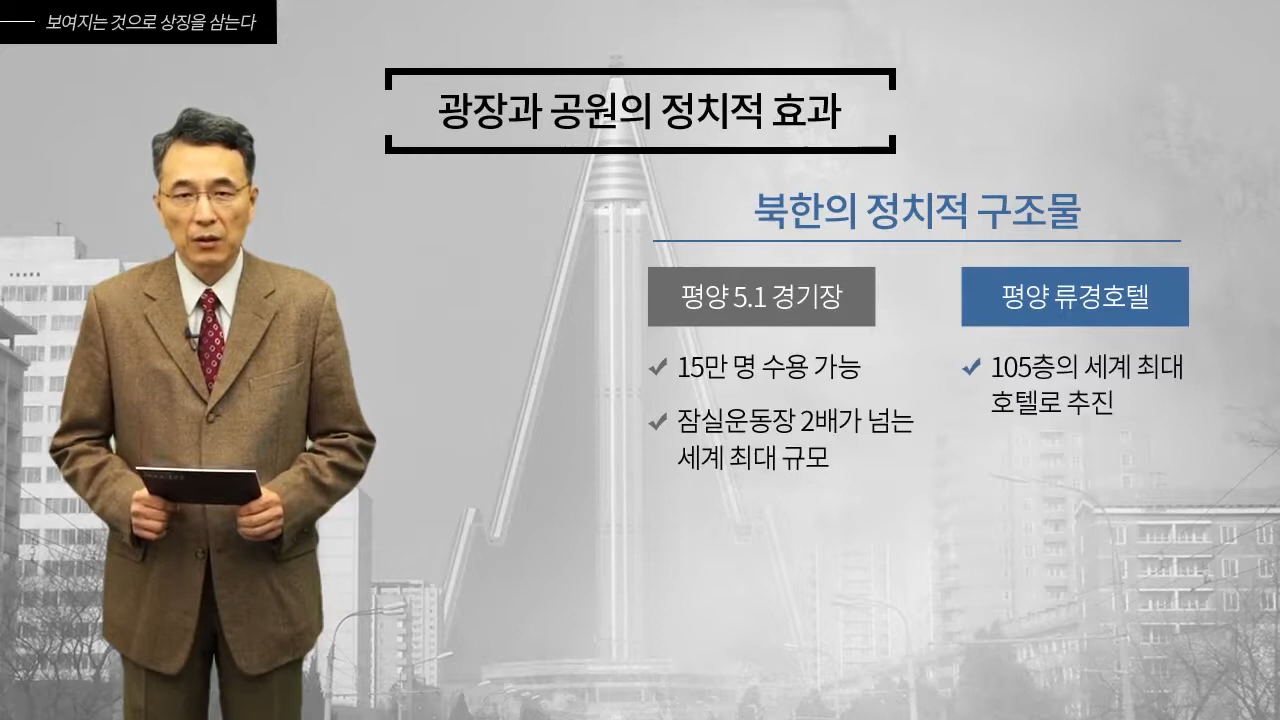 보여지는 것으로 상징을 삼는다
광장과 공원의 정치적 효과
북한의 정치적 구조물
평양 5.1 경기장
15만 명 수용 가능
잠실운동장 2배가 넘는
세계 최대 규모
평양 류경호텔
105층의 세계 최대
호텔로 추진